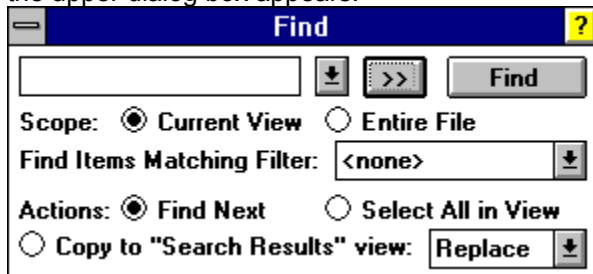 the upper dialog box appears.
Find ?
>> Find
Scope: Current View Entire File
Find Items Matching Filter: <none>
Actions: Find Next Select All in View
Copy to "Search Results" view: Replace